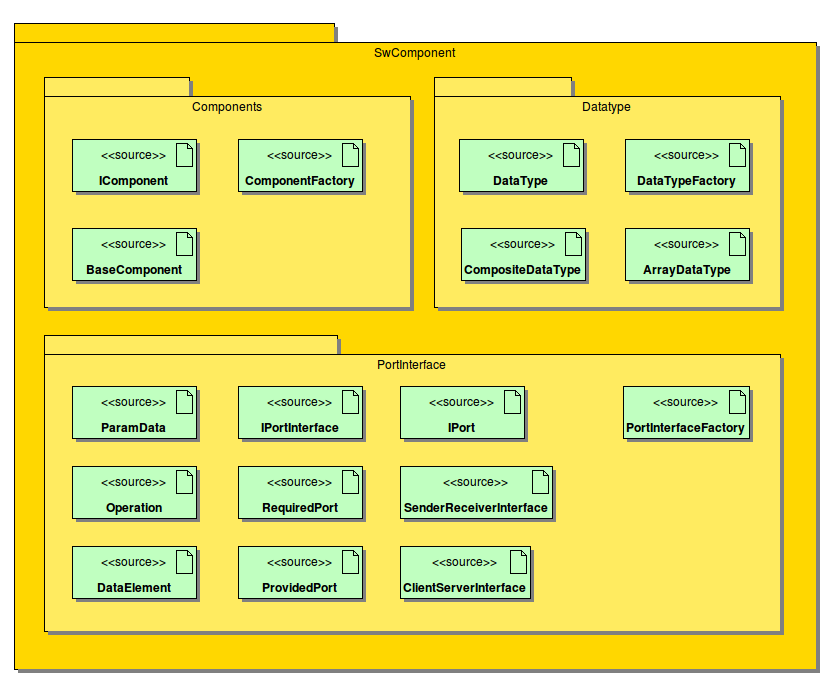 SwComponent
Components
<<source>>
IComponent
<<source>>
ComponentFactory
<<source>>
BaseComponent
Datatype
<<source>>
DataType
<<source>>
DataTypeFactory
<<source>>
CompositeDataType
<<source>>
ArrayDataType
PortInterface
<<source>>
ParamData
<<source>>
IPortInterface
<<source>>
IPort
<<source>>
PortInterfaceFactory
<<source>>
Operation
<<source>>
RequiredPort
<<source>>
SenderReceiverInterface
<<source>>
DataElement
<<source>>
ProvidedPort
<<source>>
ClientServerInterface